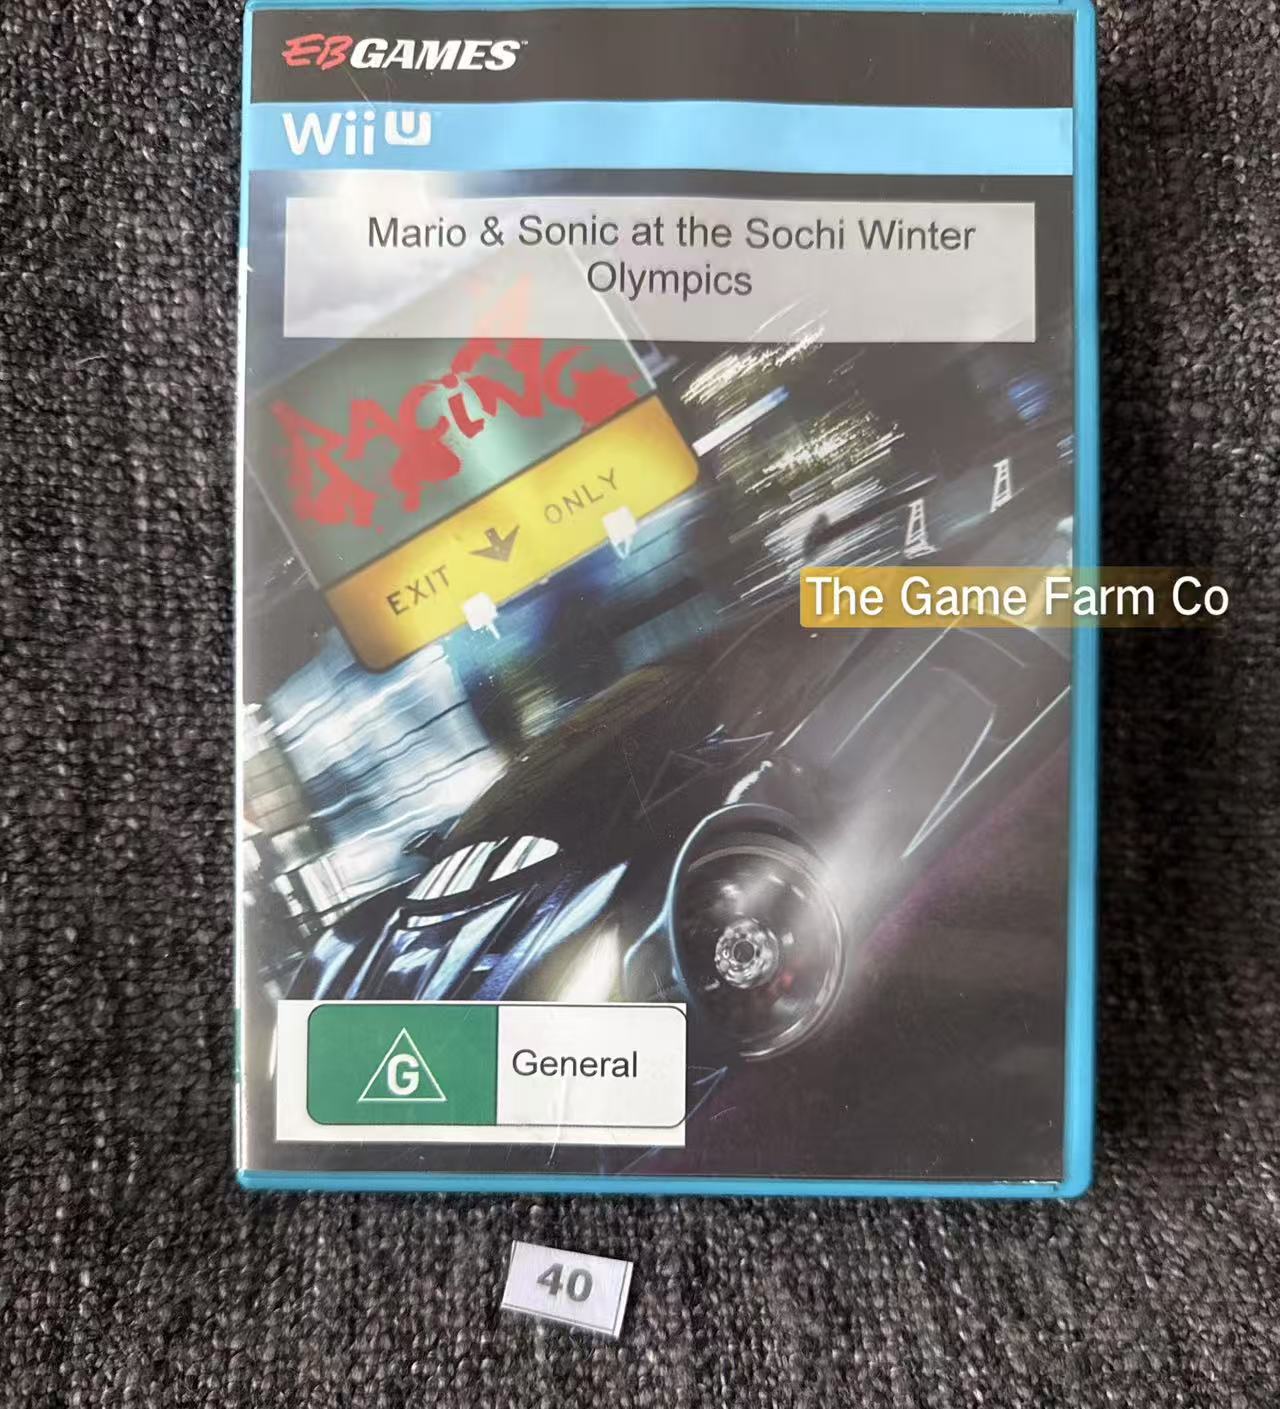 EB GAMES
Wii U
Mario & Sonic at the Sochi Winter
Olympics
RACING
EXIT ONLY
The Game Farm Co
G General
40